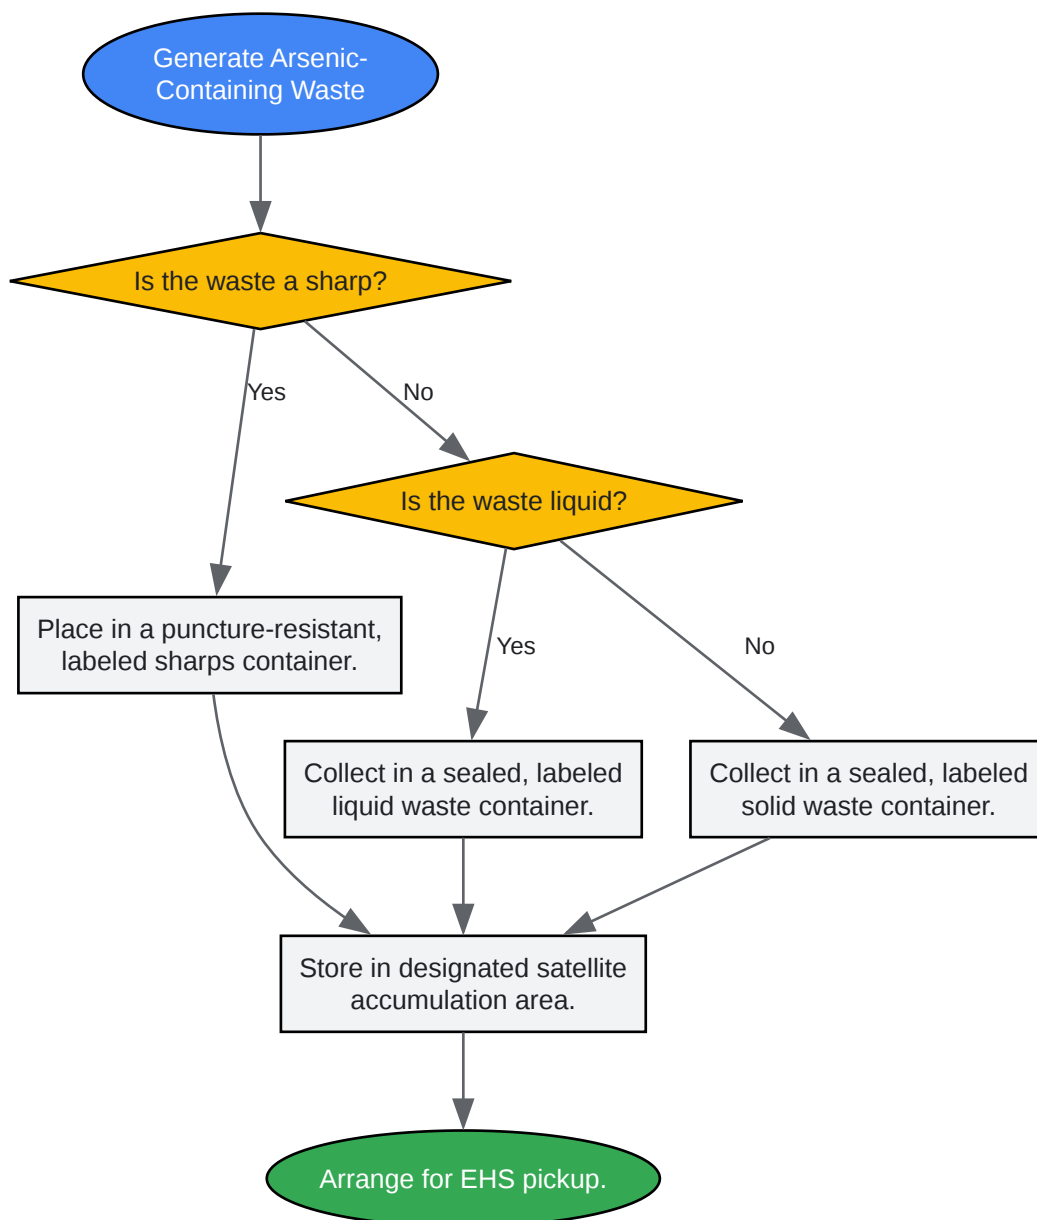 Generate Arsenic-
Containing Waste
Is the waste a sharp?
Yes
No
Is the waste liquid?
Place in a puncture-resistant,
labeled sharps container.
Yes
No
Collect in a sealed, labeled
liquid waste container.
Collect in a sealed, labeled
solid waste container.
Store in designated satellite
accumulation area.
Arrange for EHS pickup.